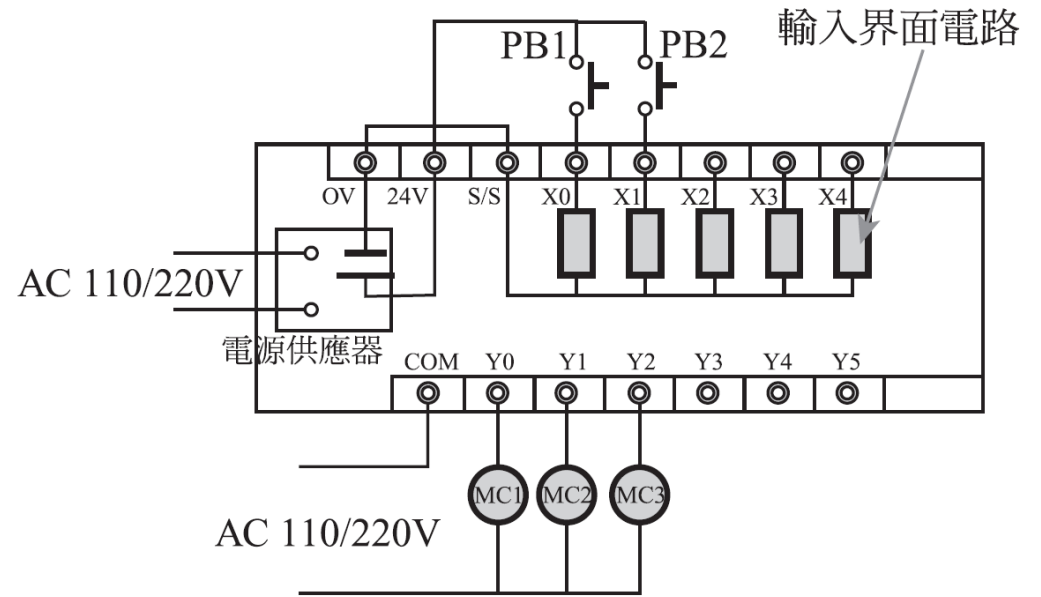 輸入界面電路
PB1 PB2
OV 24V S/S X0 X1 X2 X3 X4
AC 110/220V
電源供應器
COM Y0 Y1 Y2 Y3 Y4 Y5
MC1 MC2 MC3
AC 110/220V